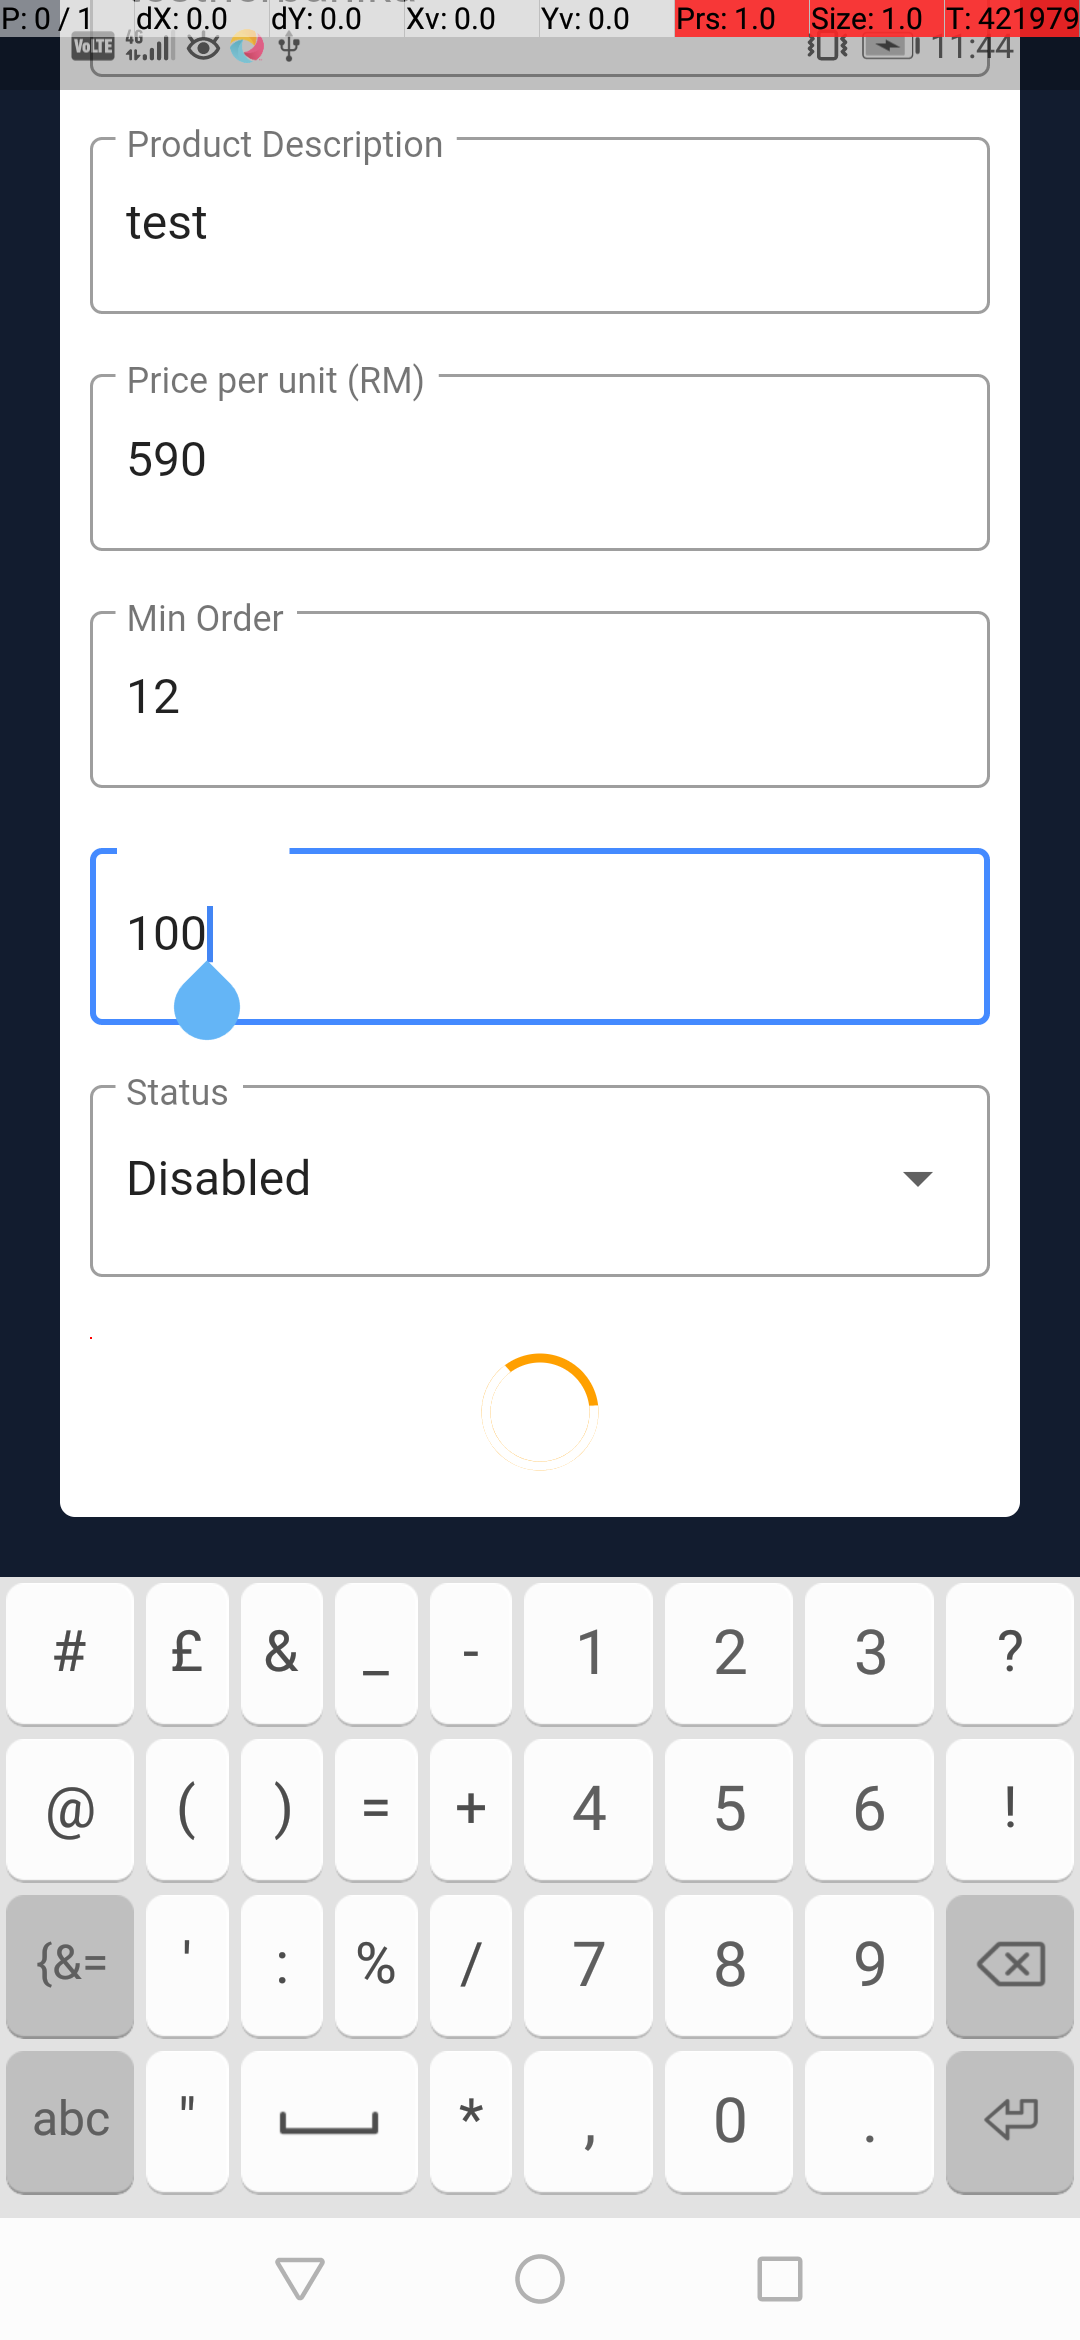 P: 0 / 1 dX: 0.0 dY: 0.0 Xv: 0.0 Yv: 0.0 Prs: 1.0 Size: 1.0 T: 421979
VoLTE 4G 11:44
Product Description
test
Price per unit (RM)
590
Min Order
12
100
Status
Disabled
# £ & _ - 1 2 3 ?
@ ( ) = + 4 5 6 !
{&= ' : % / 7 8 9
abc " * , 0 .